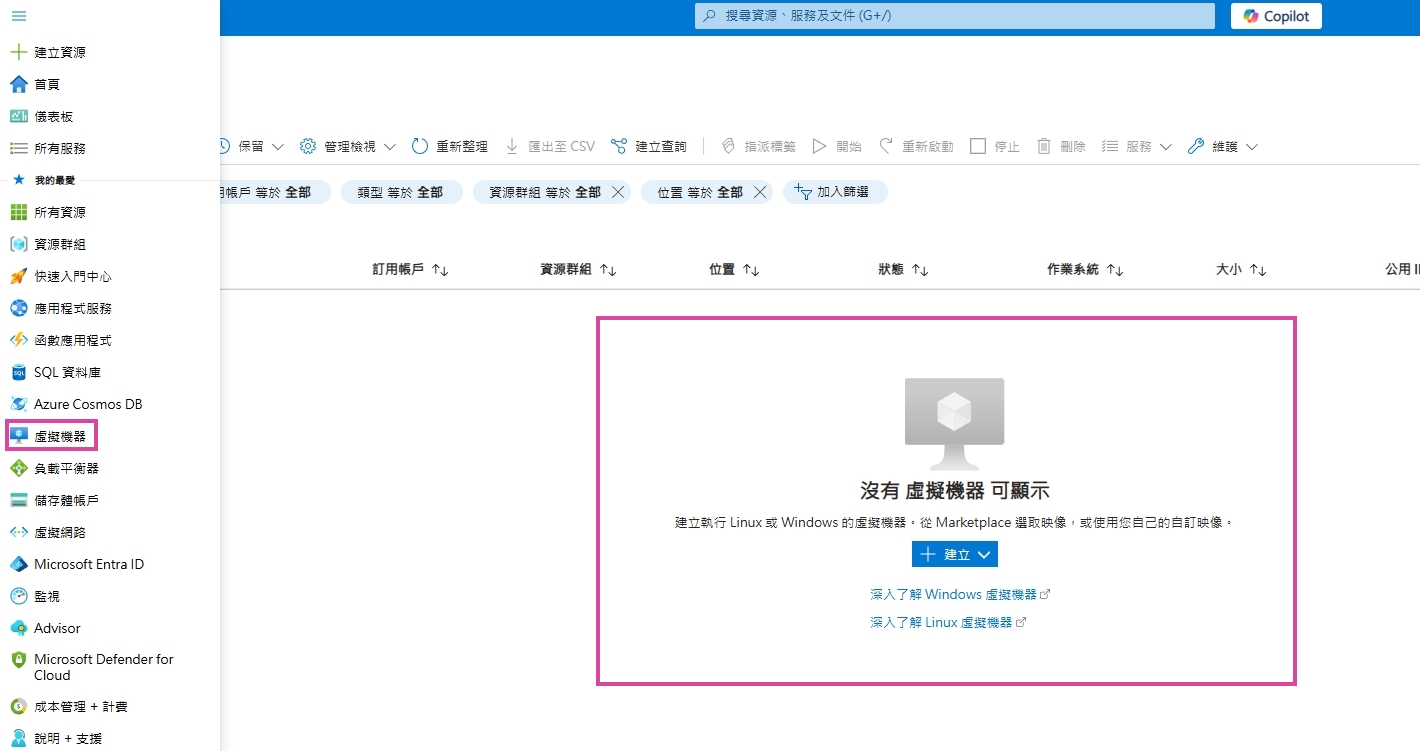 搜尋資源、服務及文件 (G+/)
Copilot
建立資源
首頁
儀表板
所有服務
我的最愛
所有資源
資源群組
快速入門中心
應用程式服務
函數應用程式
SQL 資料庫
Azure Cosmos DB
虛擬機器
負載平衡器
儲存體帳戶
虛擬網路
Microsoft Entra ID
監視
Advisor
Microsoft Defender for
Cloud
成本管理 + 計費
說明 + 支援
保留 管理檢視 重新整理 匯出至 CSV 建立查詢 指派標籤 開始 重新啟動 停止 刪除 服務 維護
帳戶 等於 全部 類型 等於 全部 資源群組 等於 全部 位置 等於 全部 加入篩選
訂用帳戶 資源群組 位置 狀態 作業系統 大小 公用
沒有 虛擬機器 可顯示
建立執行 Linux 或 Windows 的虛擬機器。從 Marketplace 選取映像，或使用您自己的自訂映像。
建立
深入了解 Windows 虛擬機器
深入了解 Linux 虛擬機器